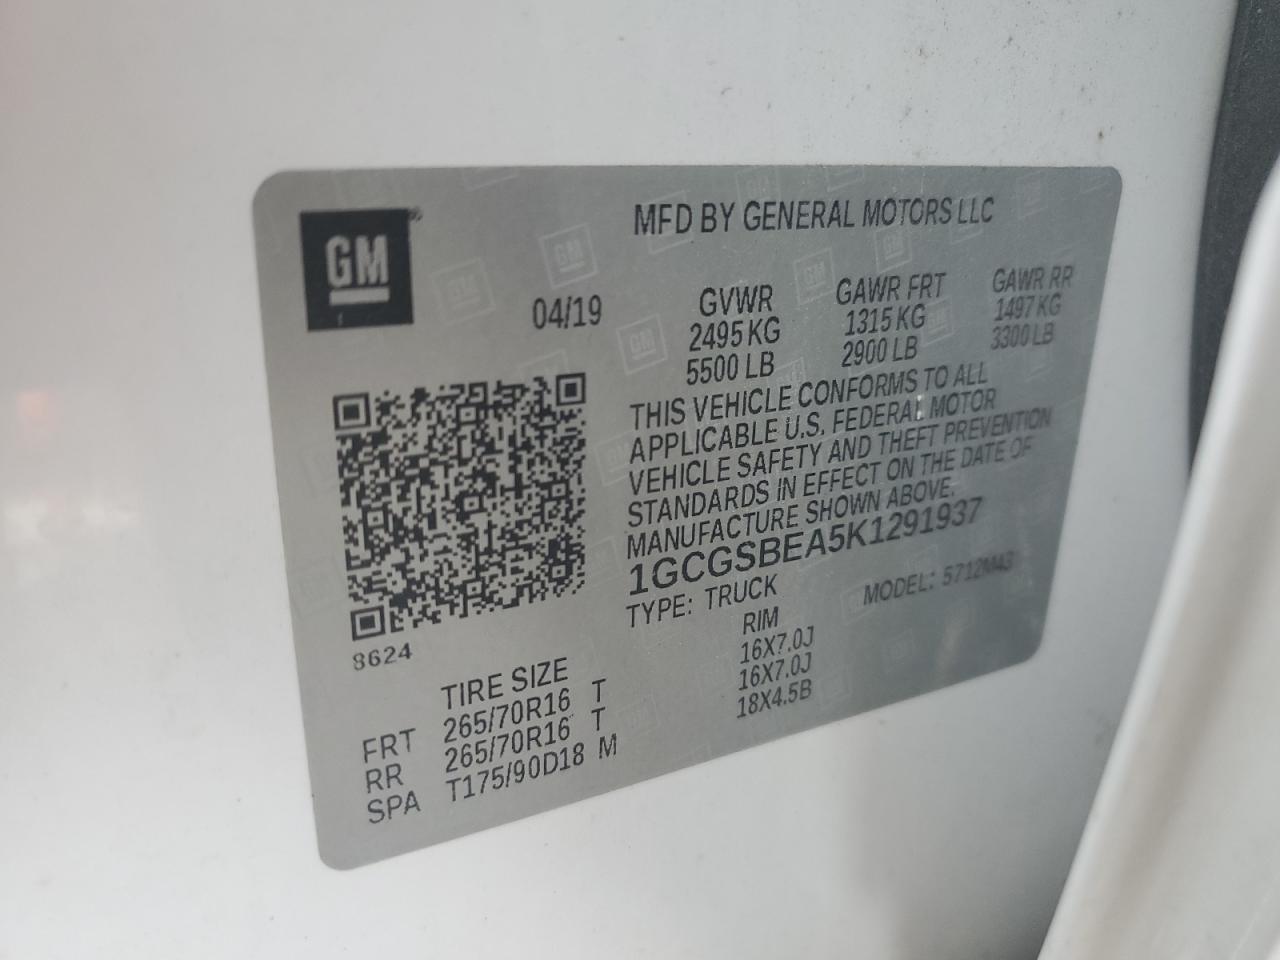 GM
MFD BY GENERAL MOTORS LLC
04/19
GVWR GAWR FRT GAWR RR
2495 KG 1315 KG 1497 KG
5500 LB 2900 LB 3300 LB
THIS VEHICLE CONFORMS TO ALL
APPLICABLE U.S. FEDERAL MOTOR
VEHICLE SAFETY AND THEFT PREVENTION
STANDARDS IN EFFECT ON THE DATE OF
MANUFACTURE SHOWN ABOVE.
1GCGSBEA5K1291937
TYPE: TRUCK MODEL: 5712M43
8624
TIRE SIZE RIM
FRT 265/70R16 T 16X7.0J
RR 265/70R16 T 16X7.0J
SPA T175/90D18 M 18X4.5B